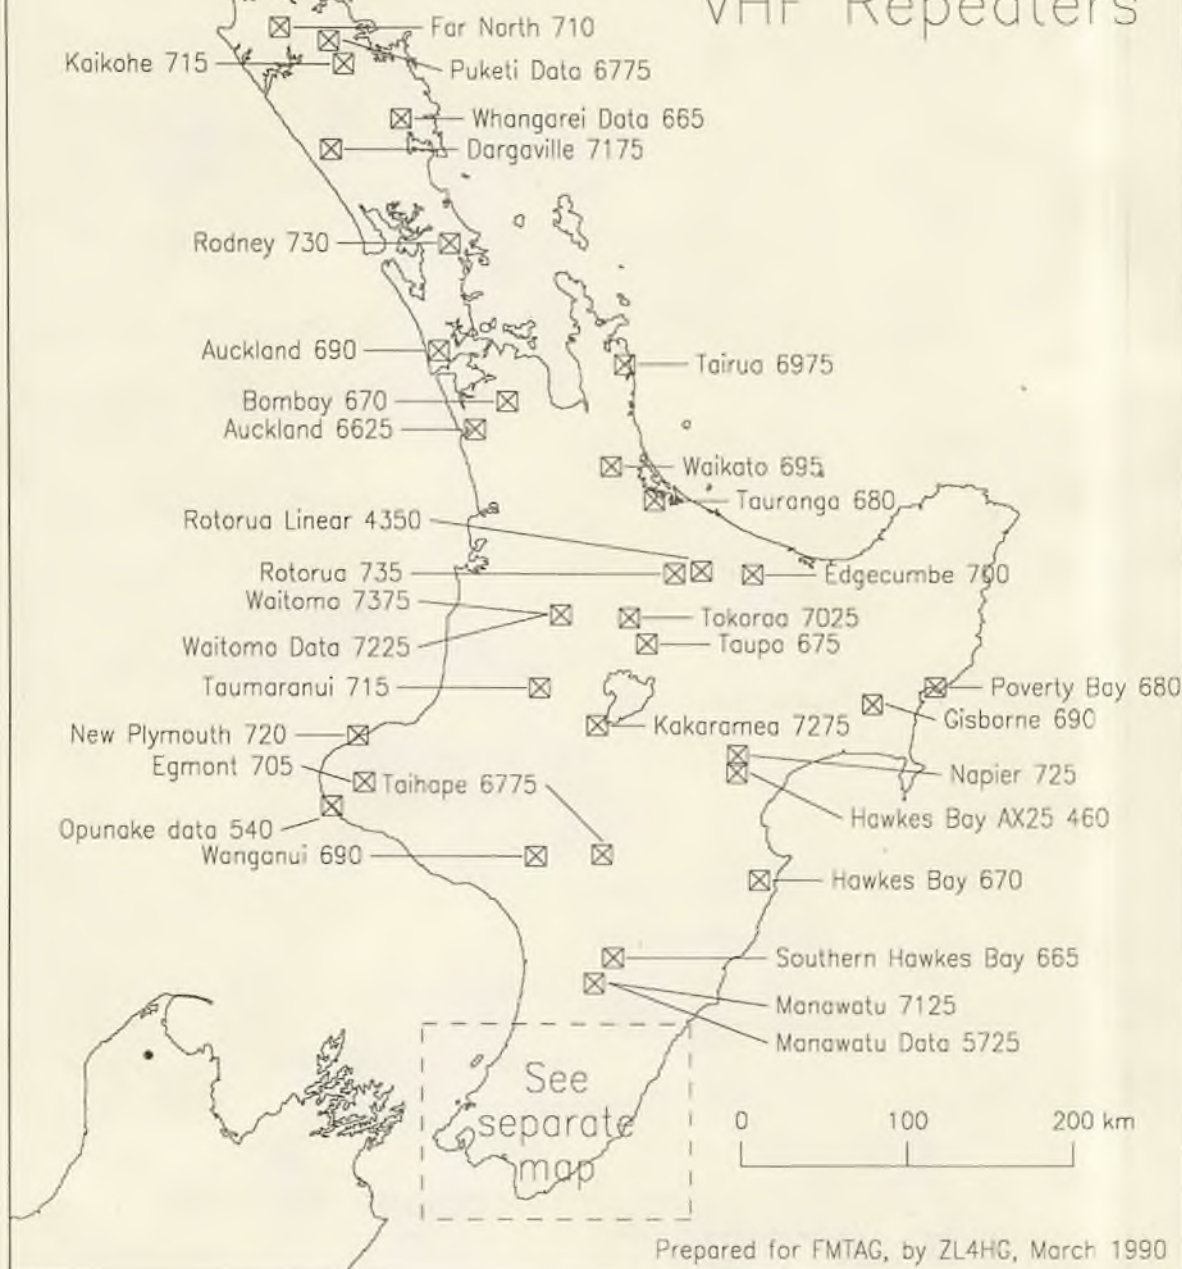 VHF Repeaters
Far North 710
Kaikohe 715
Puketi Data 6775
Whangarei Data 665
Dargaville 7175
Rodney 730
Auckland 690
Tairua 6975
Bombay 670
Auckland 6625
Waikato 695
Tauranga 680
Rotorua Linear 4350
Rotorua 735
Edgecumbe 700
Waitomo 7375
Tokoroa 7025
Waitomo Data 7225
Taupo 675
Taumaranui 715
Poverty Bay 680
Gisborne 690
New Plymouth 720
Kakaramea 7275
Egmont 705
Napier 725
Taihape 6775
Opunake data 540
Hawkes Bay AX25 460
Wanganui 690
Hawkes Bay 670
Southern Hawkes Bay 665
Manawatu 7125
Manawatu Data 5725
See
separate
map
0 100 200 km
Prepared for FMTAG, by ZL4HG, March 1990